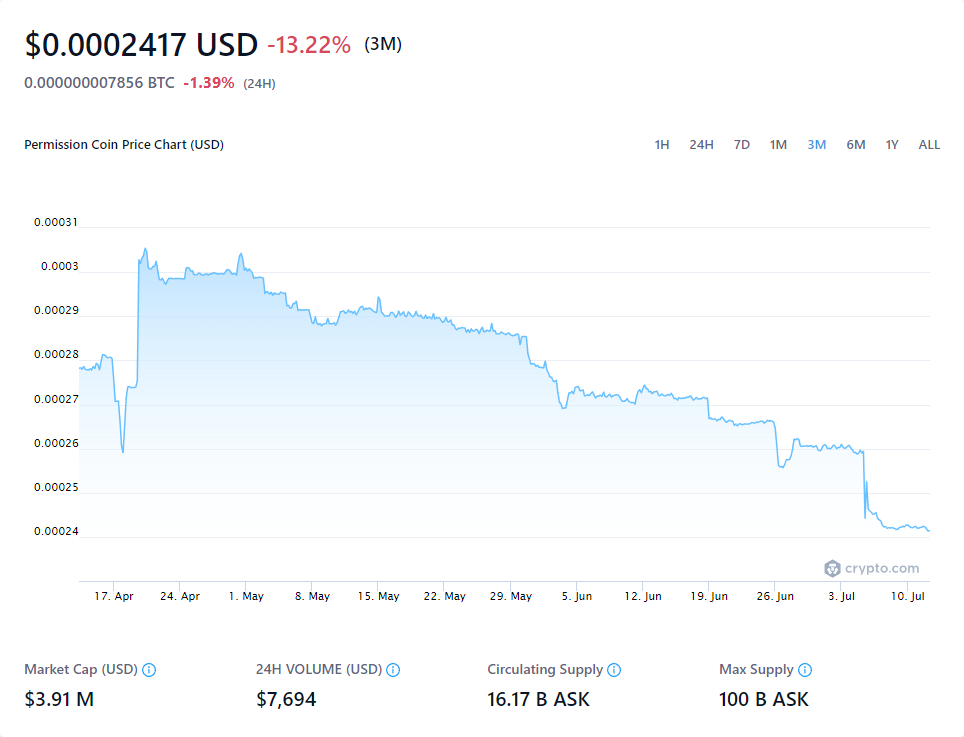 $0.0002417 USD -13.22% (3M)
0.000000007856 BTC -1.39% (24H)
Permission Coin Price Chart (USD)
1H 24H 7D 1M 3M 6M 1Y ALL
0.00031
0.0003
0.00029
0.00028
0.00027
0.00026
0.00025
0.00024
crypto.com
17. Apr 24. Apr 1. May 8. May 15. May 22. May 29. May 5. Jun 12. Jun 19. Jun 26. Jun 3. Jul 10. Jul
Market Cap (USD) 24H VOLUME (USD) Circulating Supply Max Supply
$3.91 M $7,694 16.17 B ASK 100 B ASK